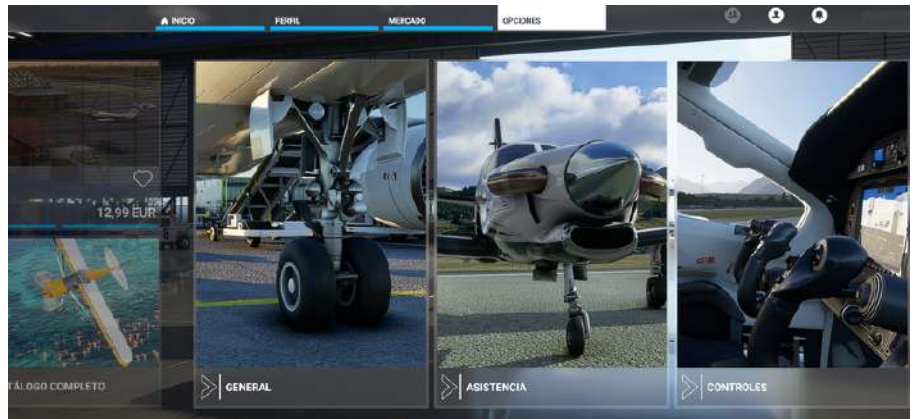 INICIO
PERFIL
MERCADO
OPCIONES
12,99 EUR
TÁLOGO COMPLETO
GENERAL
ASISTENCIA
CONTROLES